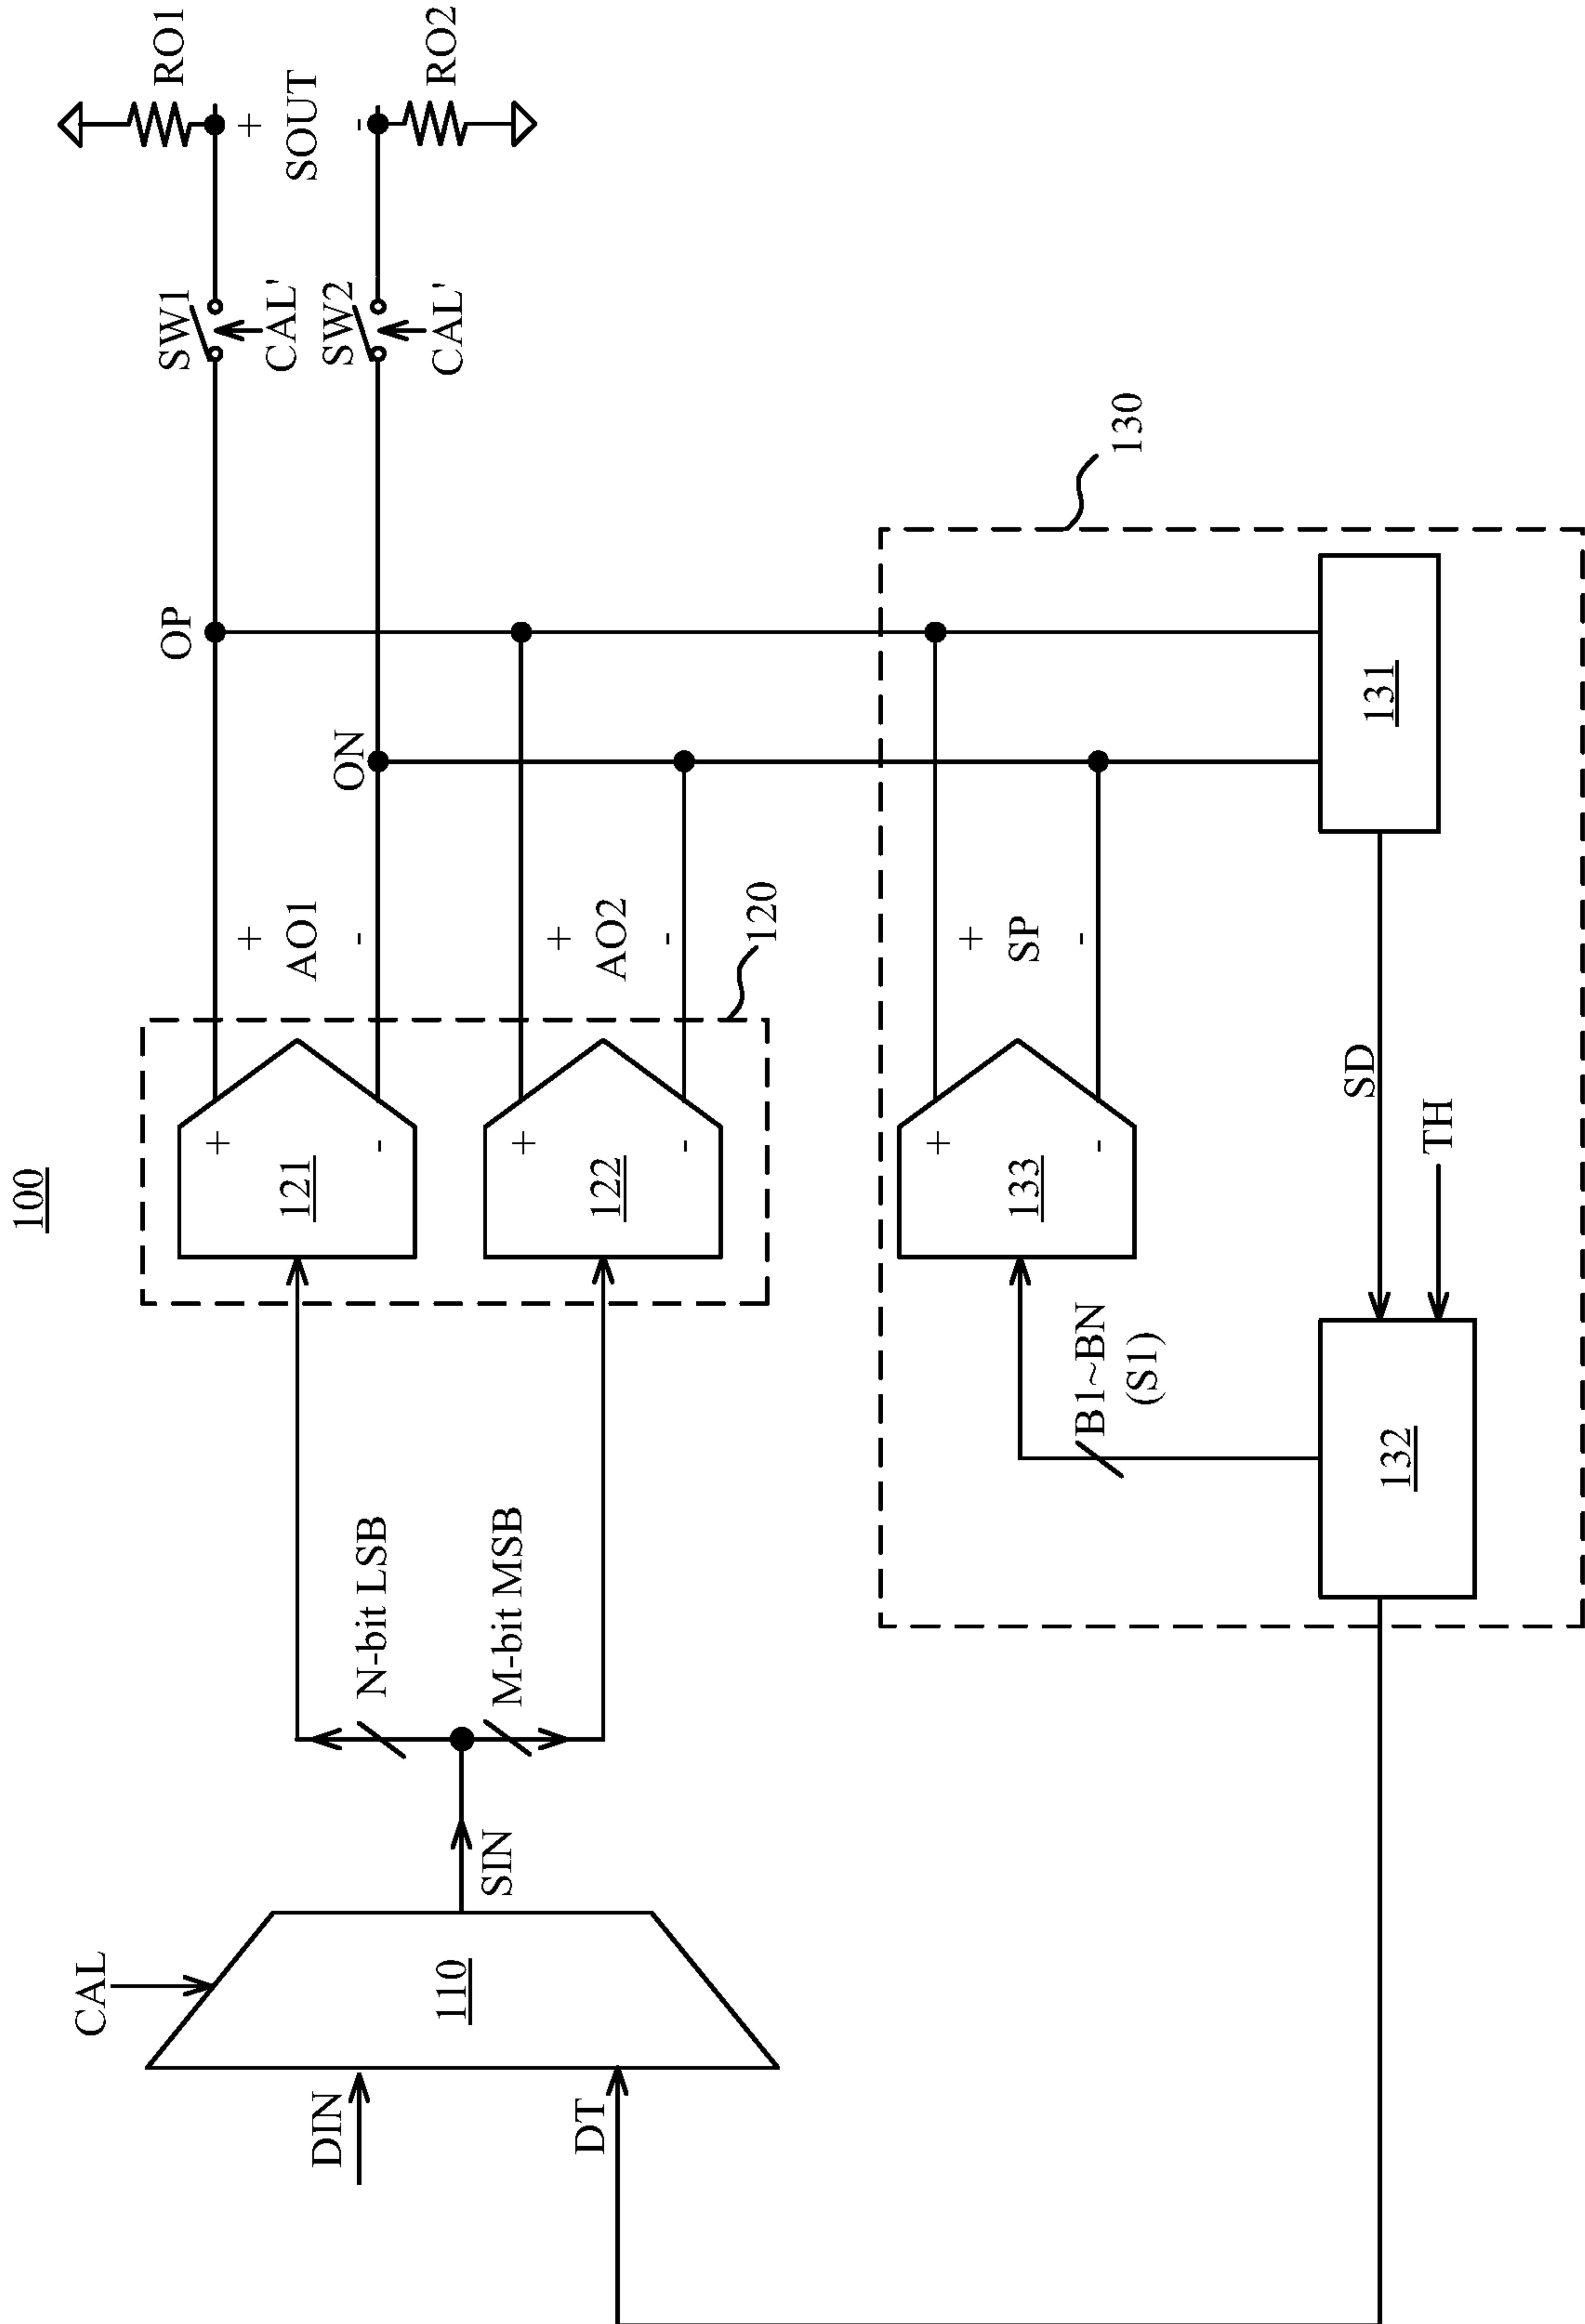 100
CAL
DIN
DT
110
SIN
N-bit LSB
M-bit MSB
121
+
-
122
+
-
120
+
AO1
-
+
AO2
-
OP
ON
SW1
CAL'
SW2
CAL'
RO1
+
SOUT
-
RO2
130
133
+
-
+
SP
-
B1~BN
(S1)
132
SD
TH
131